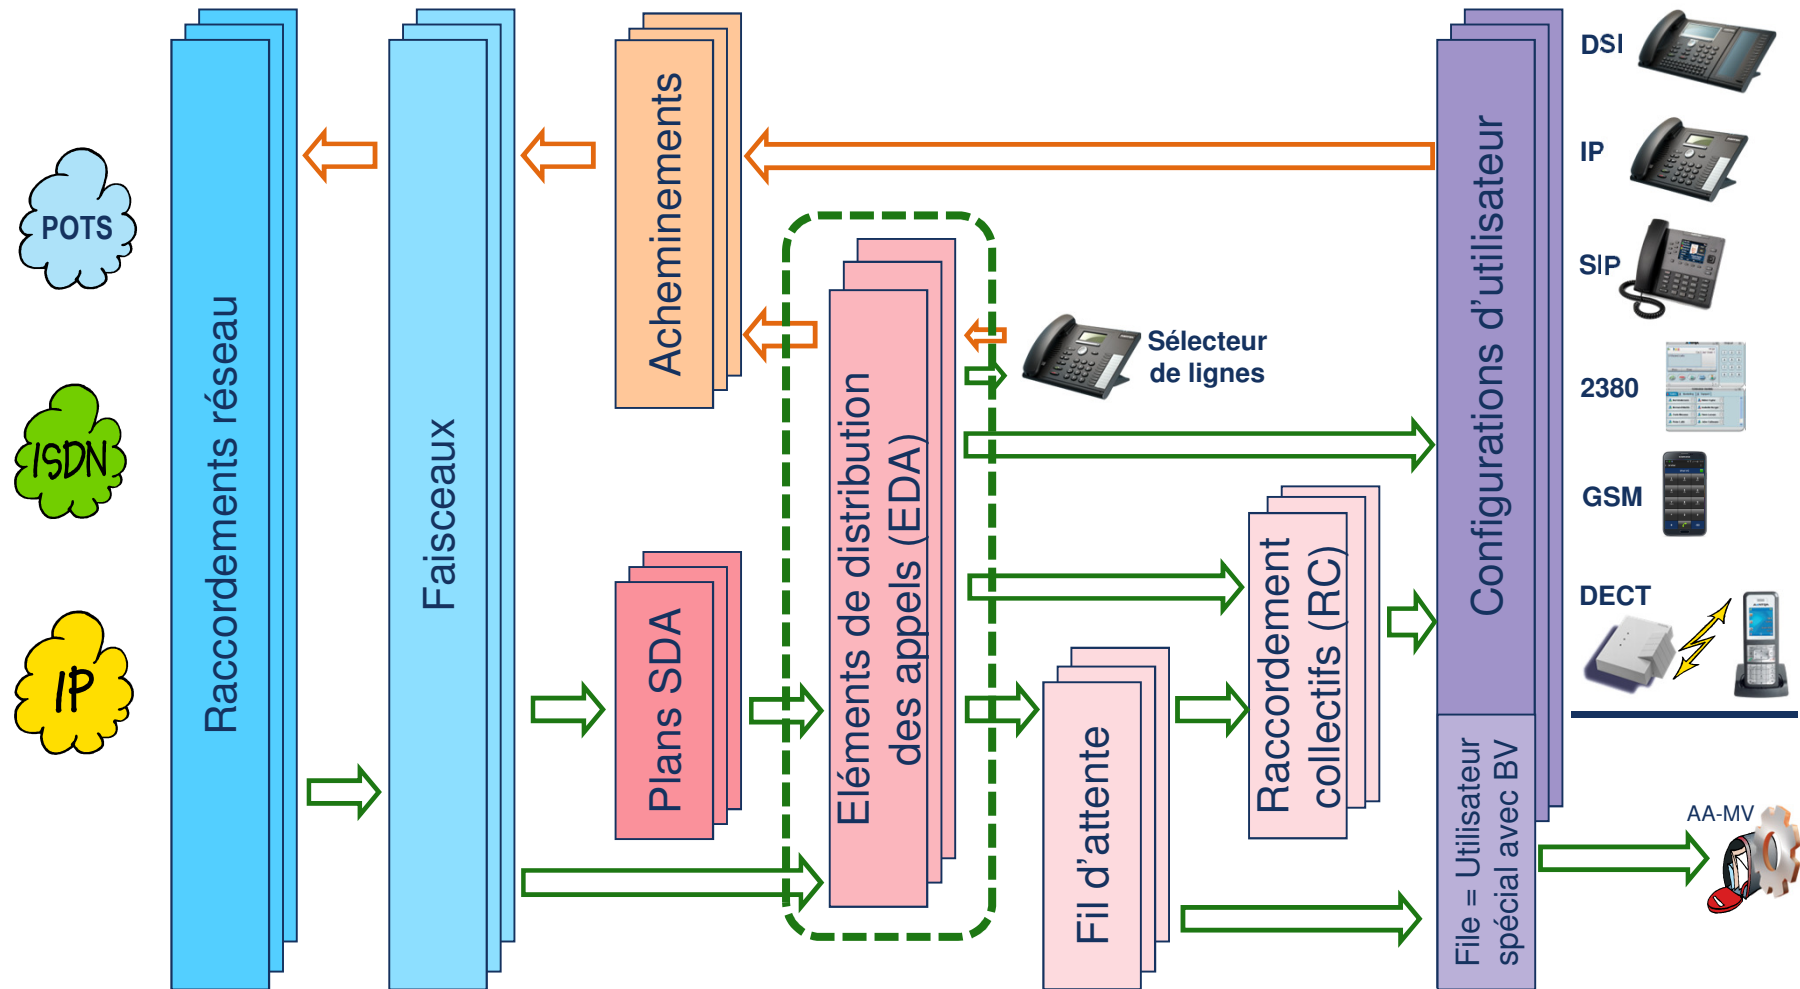 POTS
ISDN
IP
Raccordements réseau
Faisceaux
Acheminements
Plans SDA
Eléments de distribution
des appels (EDA)
Sélecteur
de lignes
Fil d'attente
Raccordement
collectifs (RC)
Configurations d'utilisateur
File = Utilisateur
spécial avec BV
DSI
IP
SIP
2380
GSM
DECT
AA-MV